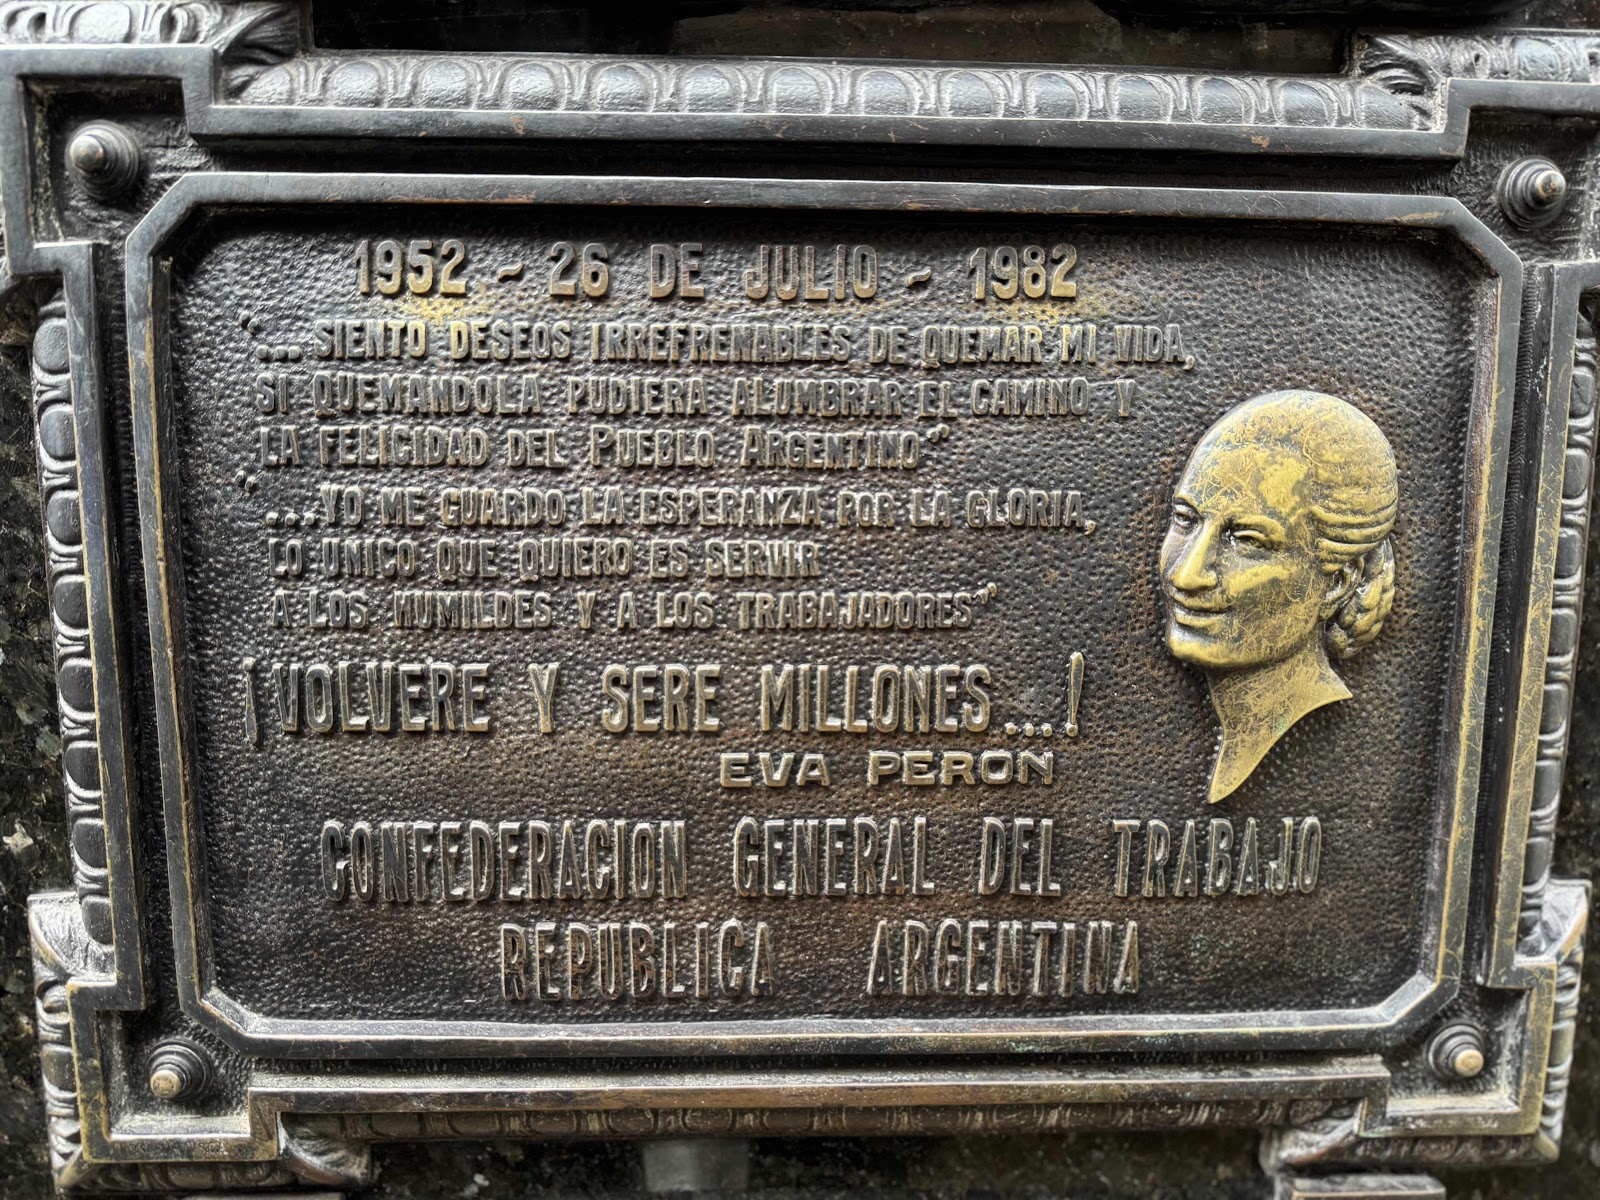 1952 ~ 26 DE JULIO ~ 1982
“... SIENTO DESEOS IRREFRENABLES DE QUEMAR MI VIDA,
SI QUEMANDOLA PUDIERA ALUMBRAR EL CAMINO Y
LA FELICIDAD DEL PUEBLO ARGENTINO”
“...YO ME GUARDO LA ESPERANZA POR LA GLORIA,
LO UNICO QUE QUIERO ES SERVIR
A LOS HUMILDES Y A LOS TRABAJADORES”
¡VOLVERE Y SERE MILLONES...!
EVA PERON
CONFEDERACION GENERAL DEL TRABAJO
REPUBLICA ARGENTINA